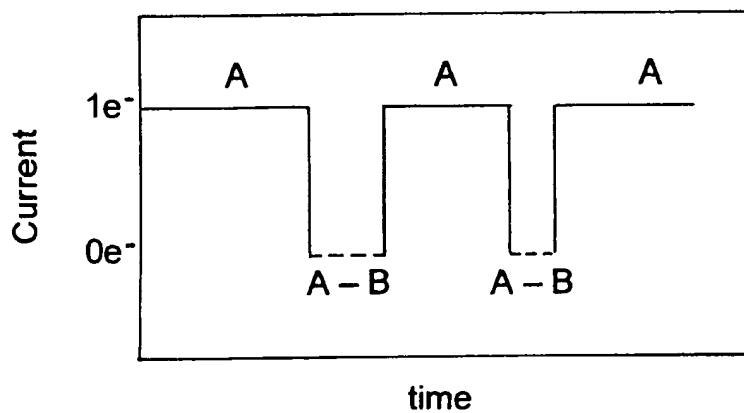 A A A
1e-
Current
0e-
A – B A – B
time